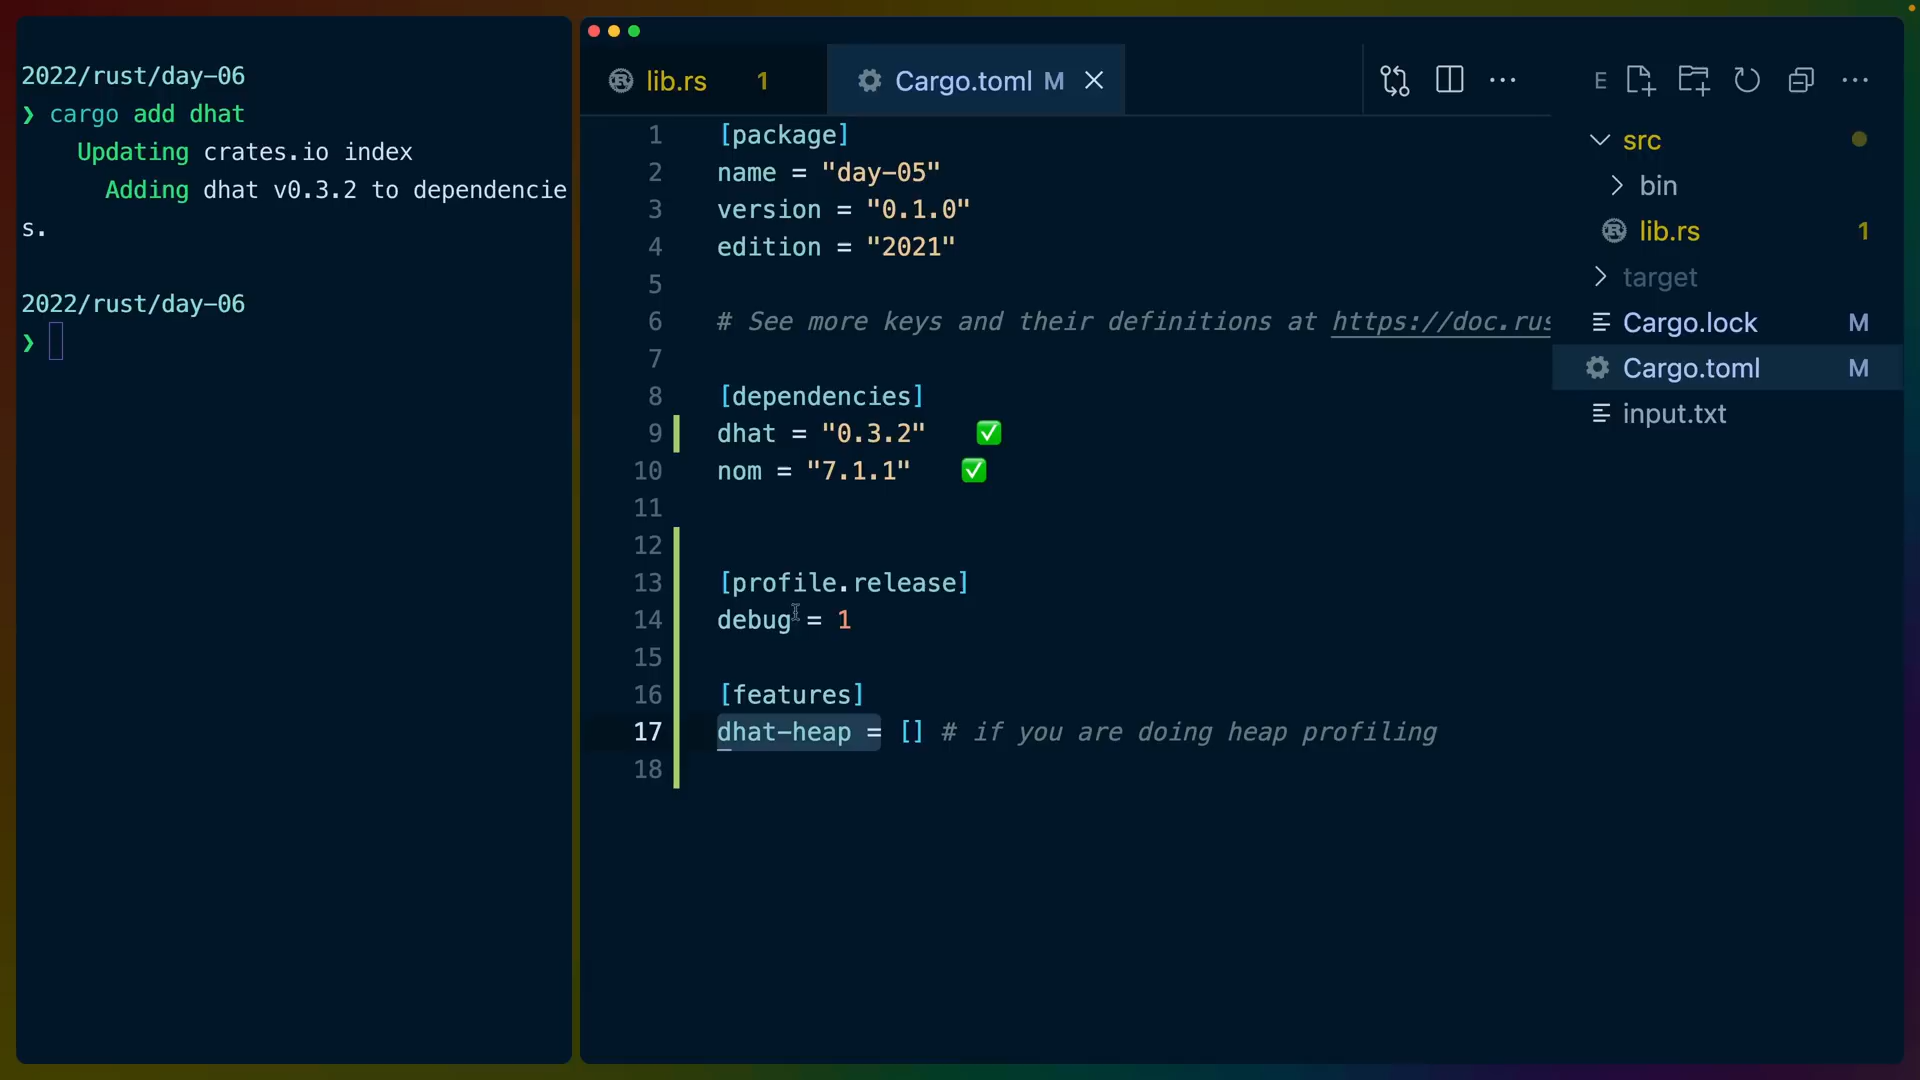 2022/rust/day-06
❯ cargo add dhat
Updating crates.io index
Adding dhat v0.3.2 to dependencie
s.
2022/rust/day-06
❯
lib.rs 1
Cargo.toml M
1 [package]
2 name = "day-05"
3 version = "0.1.0"
4 edition = "2021"
5
6 # See more keys and their definitions at https://doc.rus
7
8 [dependencies]
9 dhat = "0.3.2" ✅
10 nom = "7.1.1" ✅
11
12
13 [profile.release]
14 debug = 1
15
16 [features]
17 dhat-heap = [] # if you are doing heap profiling
18
E
src
bin
lib.rs 1
target
Cargo.lock M
Cargo.toml M
input.txt